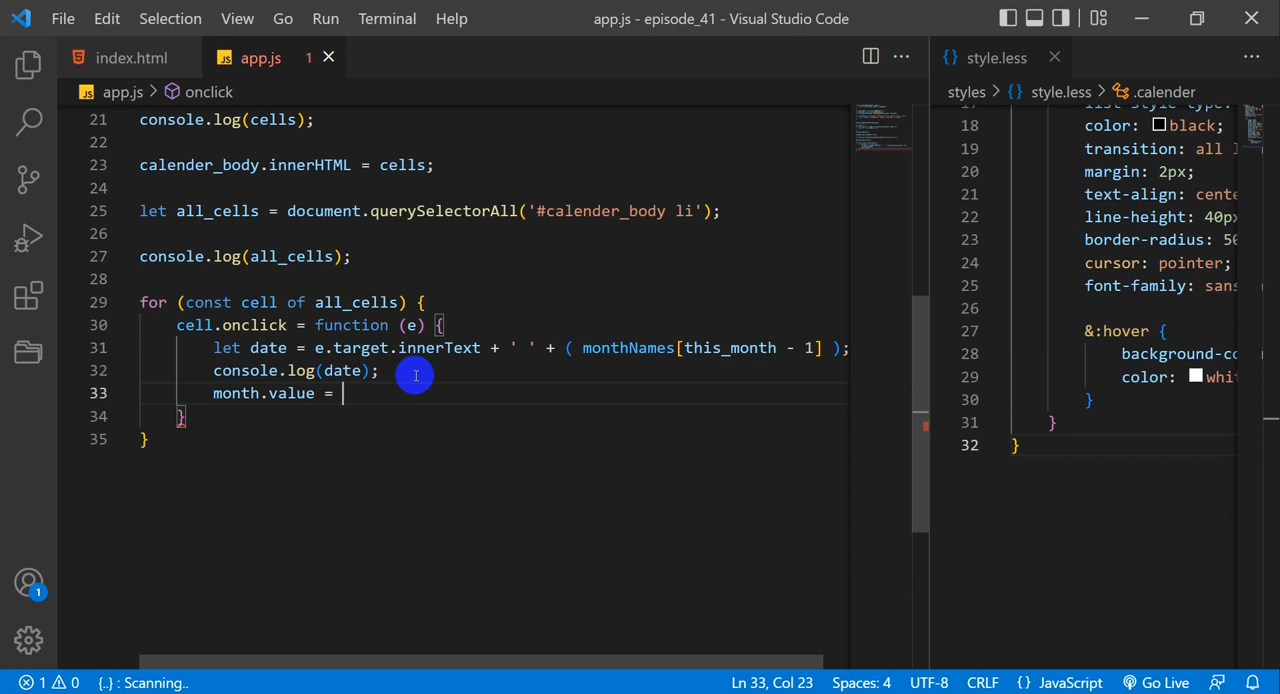 File Edit Selection View Go Run Terminal Help app.js - episode_41 - Visual Studio Code
index.html JS app.js 1
JS app.js > onclick
21 console.log(cells);
22
23 calender_body.innerHTML = cells;
24
25 let all_cells = document.querySelectorAll('#calender_body li');
26
27 console.log(all_cells);
28
29 for (const cell of all_cells) {
30 cell.onclick = function (e) {
31 let date = e.target.innerText + ' ' + ( monthNames[this_month - 1] );
32 console.log(date);
33 month.value =
34 }
35 }
{} style.less
styles > {} style.less > .calender
18 color: black;
19 transition: all
20 margin: 2px;
21 text-align: cente
22 line-height: 40px
23 border-radius: 50
24 cursor: pointer;
25 font-family: sans
26
27 &:hover {
28 background-co
29 color: whit
30 }
31 }
32 }
1
1 0 {..} : Scanning.. Ln 33, Col 23 Spaces: 4 UTF-8 CRLF {} JavaScript Go Live